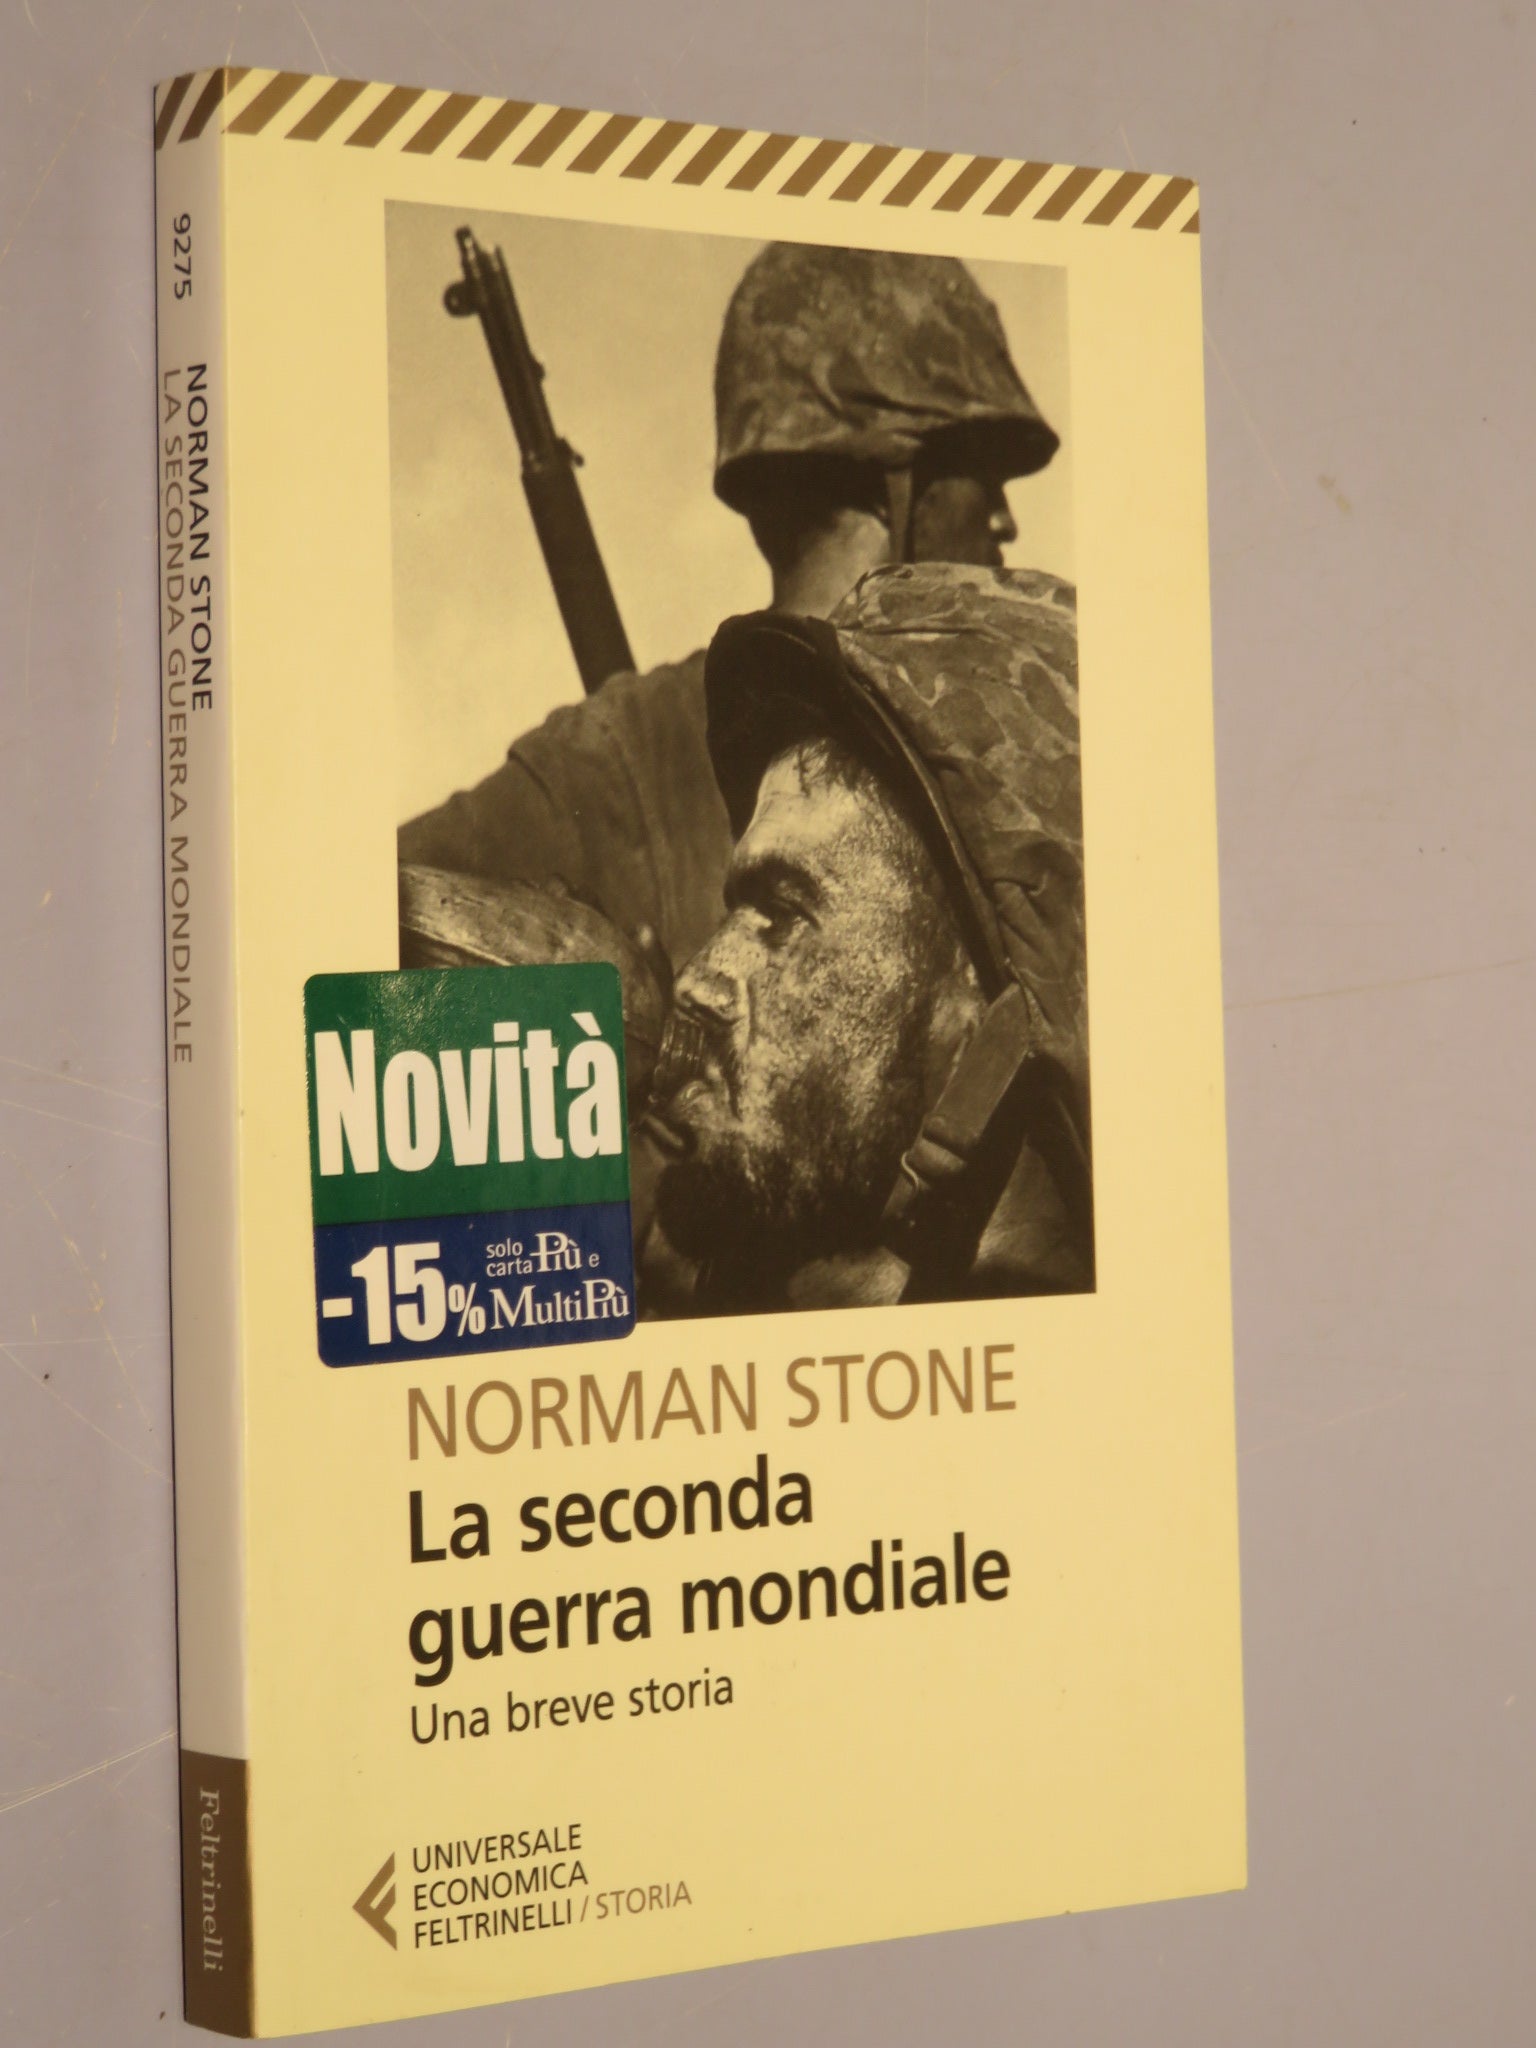 9275
NORMAN STONE
LA SECONDA GUERRA MONDIALE
Feltrinelli
Novità
-15% solo carta Più e
MultiPiù
NORMAN STONE
La seconda
guerra mondiale
Una breve storia
UNIVERSALE
ECONOMICA
FELTRINELLI / STORIA